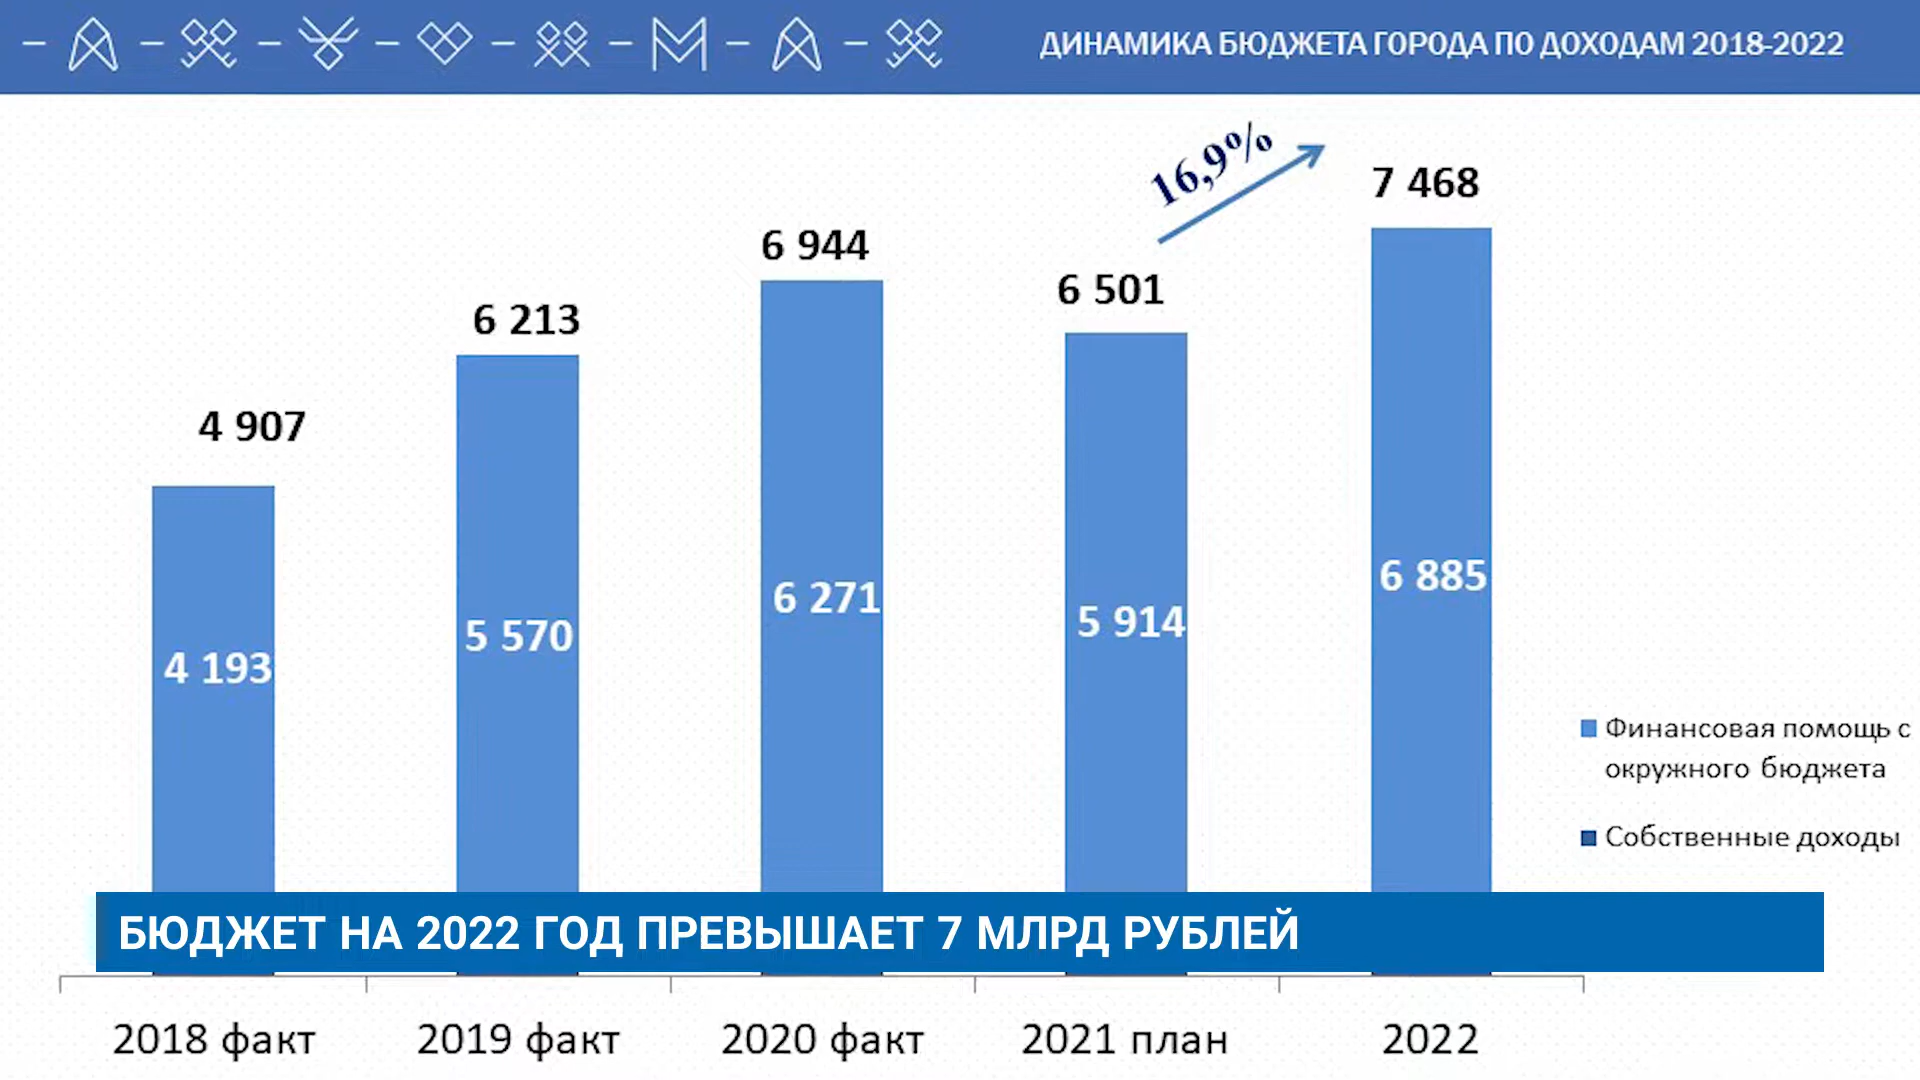 ДИНАМИКА БЮДЖЕТА ГОРОДА ПО ДОХОДАМ 2018-2022
16,9%
7 468
6 944
6 501
6 213
4 907
6 885
6 271
5 914
5 570
4 193
Финансовая помощь с
окружного бюджета
Собственные доходы
БЮДЖЕТ НА 2022 ГОД ПРЕВЫШАЕТ 7 МЛРД РУБЛЕЙ
2018 факт
2019 факт
2020 факт
2021 план
2022